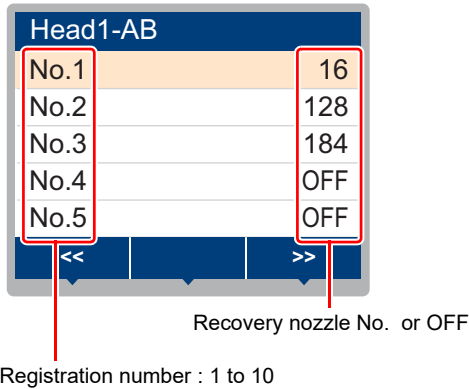 Head1-AB
No.1 16
No.2 128
No.3 184
No.4 OFF
No.5 OFF
<< >>
Recovery nozzle No. or OFF
Registration number : 1 to 10